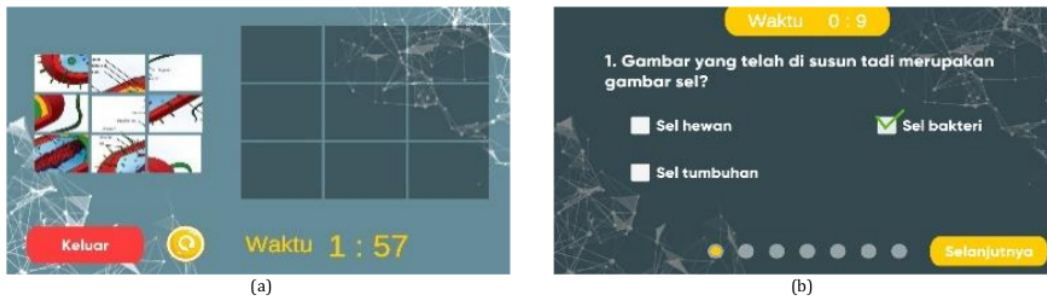 Keluar
Waktu 1 : 57
(a)
Waktu 0 : 9
1. Gambar yang telah di susun tadi merupakan
gambar sel?
Sel hewan
Sel bakteri
Sel tumbuhan
Selanjutnya
(b)